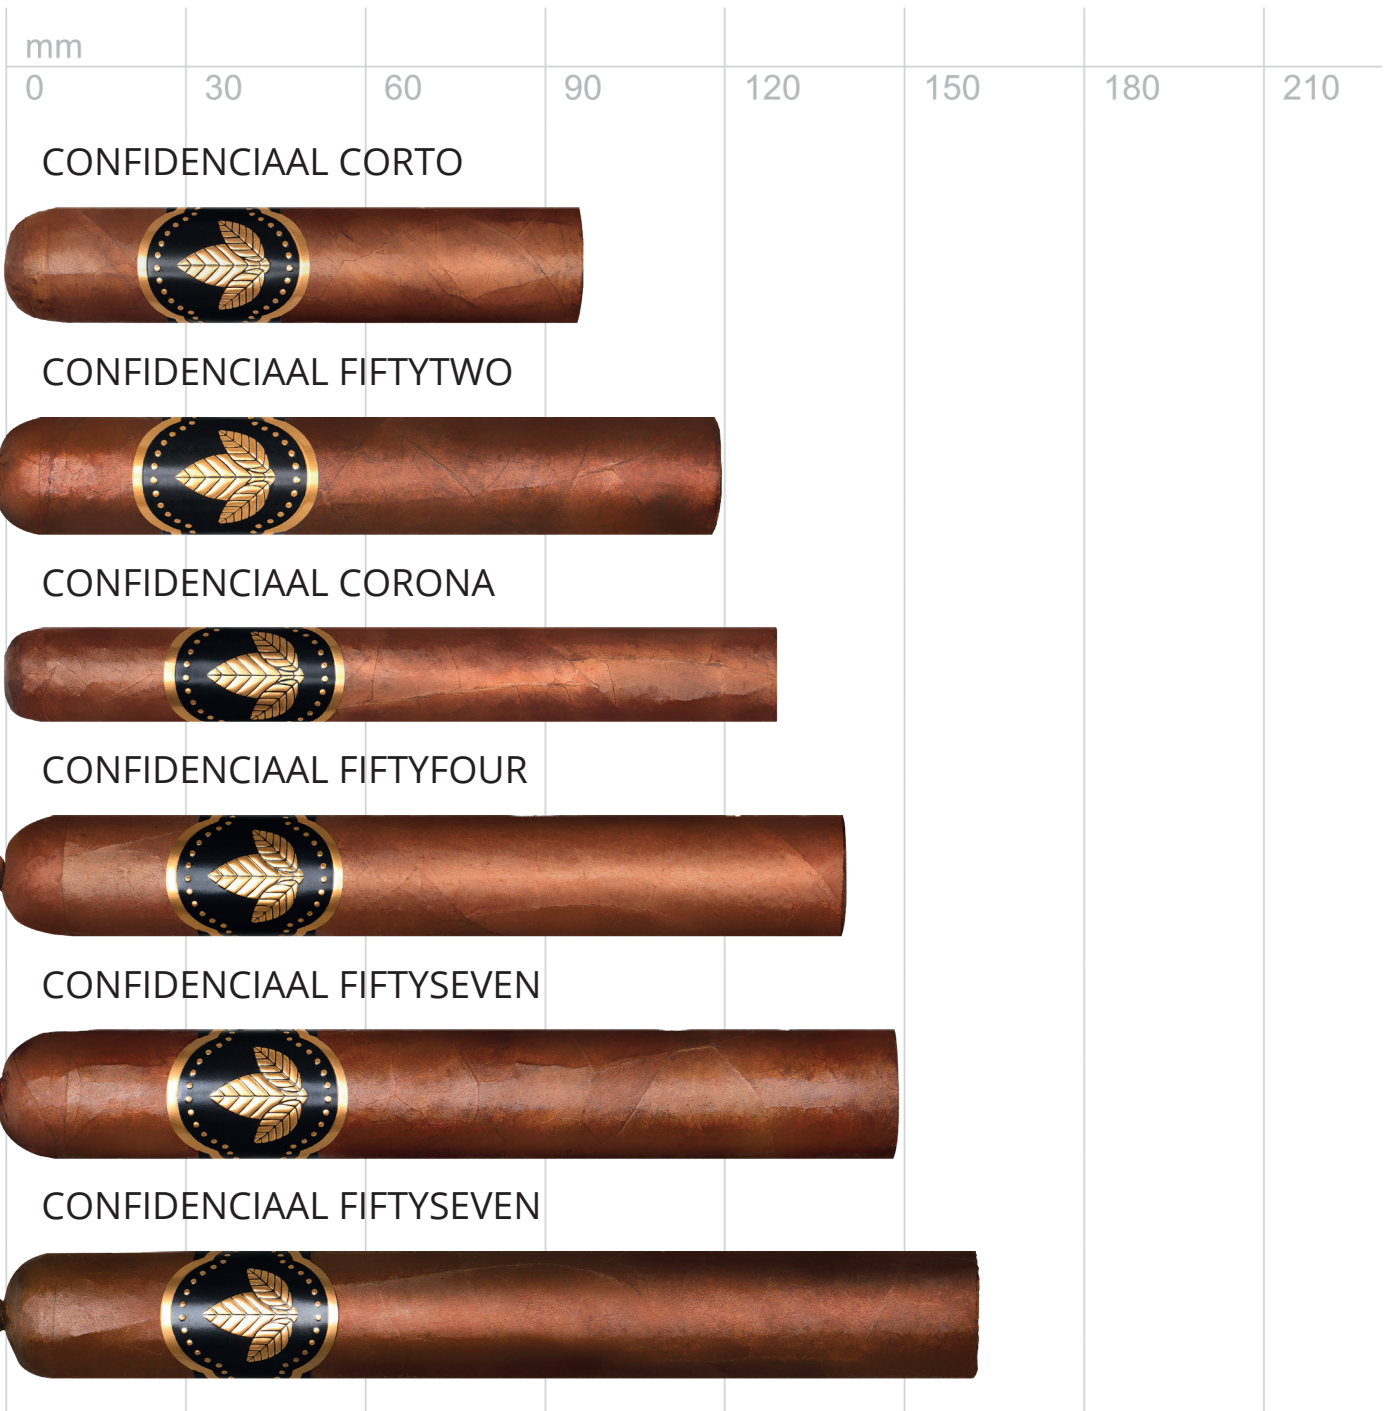 mm
0 30 60 90 120 150 180 210
CONFIDENCIAAL CORTO
CONFIDENCIAAL FIFTYTWO
CONFIDENCIAAL CORONA
CONFIDENCIAAL FIFTYFOUR
CONFIDENCIAAL FIFTYSEVEN
CONFIDENCIAAL FIFTYSEVEN